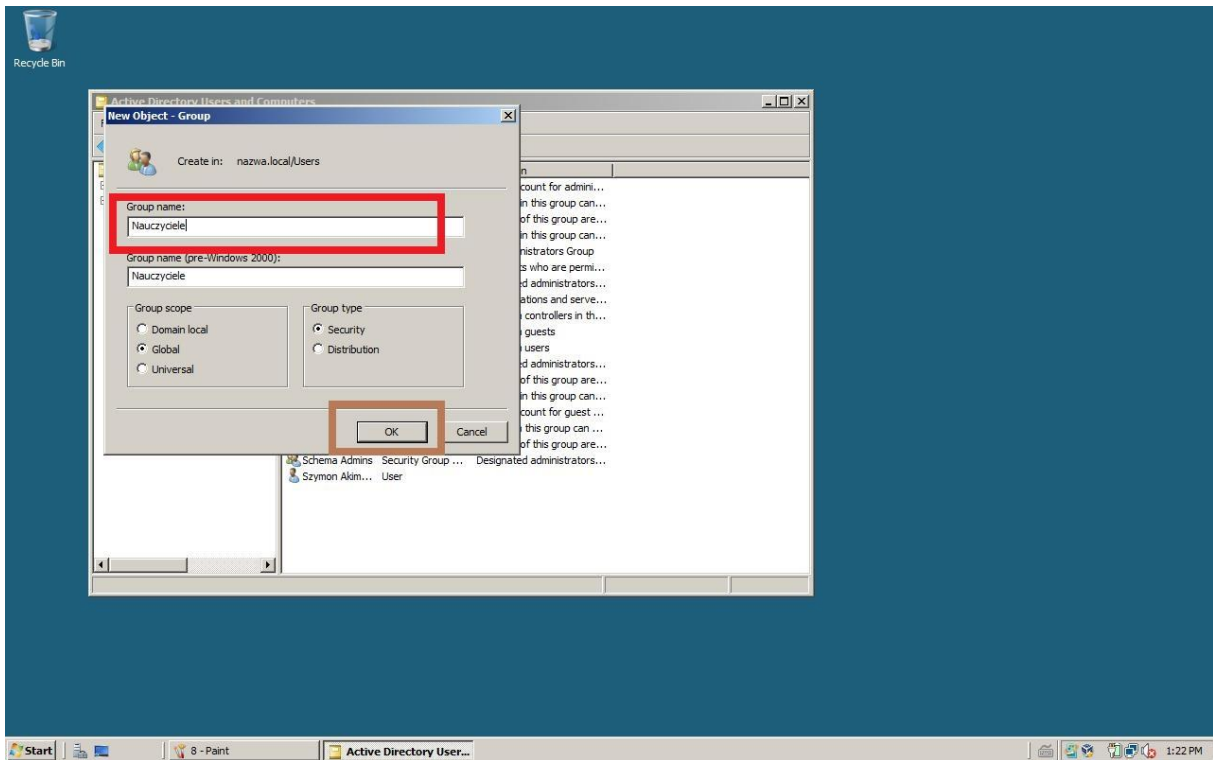 Recycle Bin
Active Directory Users and Computers
New Object - Group
Create in: nazwa.local/Users
Group name:
Nauczyciele
Group name (pre-Windows 2000):
Nauczyciele
Group scope
Domain local
Global
Universal
Group type
Security
Distribution
OK Cancel
count for admini...
in this group can...
of this group are...
in this group can...
nistrators Group
ts who are permi...
ed administrators...
ations and serve...
controllers in th...
guests
users
ed administrators...
of this group are...
in this group can...
count for guest ...
this group can ...
of this group are...
Schema Admins Security Group ... Designated administrators...
Szymon Akim... User
Start 8 - Paint Active Directory User... 1:22 PM